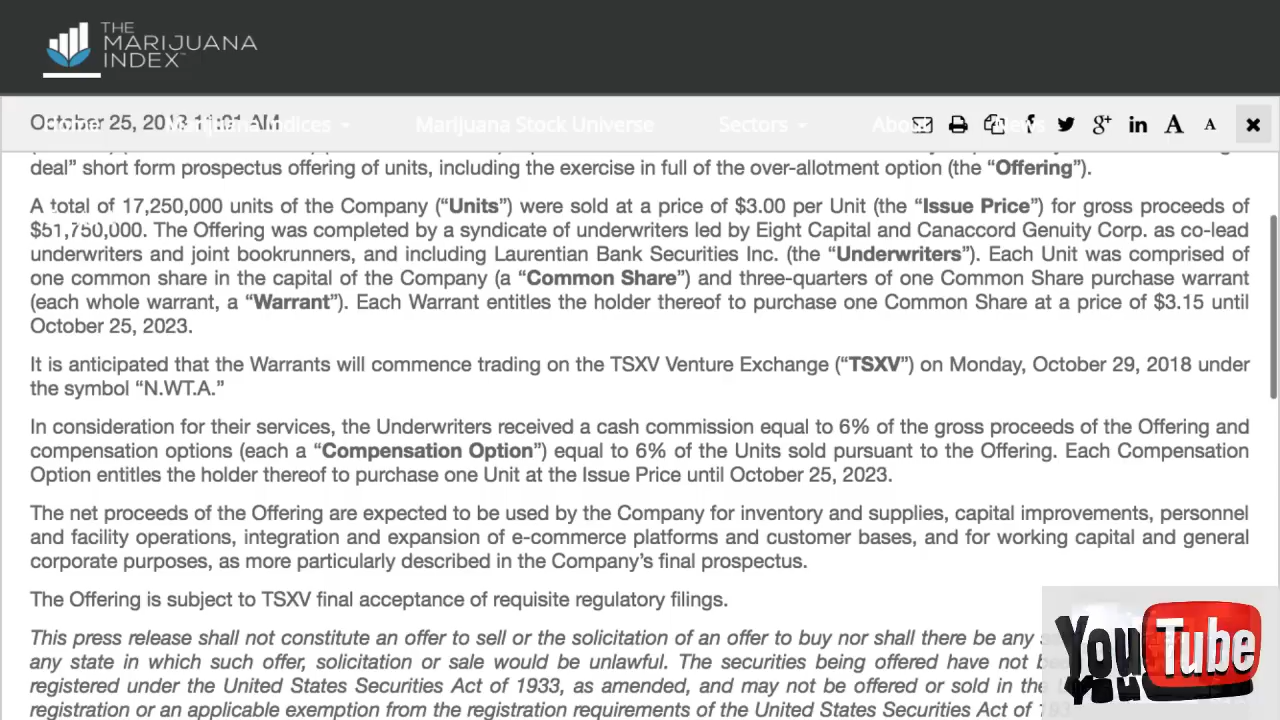 THE
MARIJUANA
INDEX
October 25, 20
Home Marijuana Indices Marijuana Stock Universe Sectors About News
deal” short form prospectus offering of units, including the exercise in full of the over-allotment option (the “Offering”).
A total of 17,250,000 units of the Company (“Units”) were sold at a price of $3.00 per Unit (the “Issue Price”) for gross proceeds of
$51,750,000. The Offering was completed by a syndicate of underwriters led by Eight Capital and Canaccord Genuity Corp. as co-lead
underwriters and joint bookrunners, and including Laurentian Bank Securities Inc. (the “Underwriters”). Each Unit was comprised of
one common share in the capital of the Company (a “Common Share”) and three-quarters of one Common Share purchase warrant
(each whole warrant, a “Warrant”). Each Warrant entitles the holder thereof to purchase one Common Share at a price of $3.15 until
October 25, 2023.
It is anticipated that the Warrants will commence trading on the TSXV Venture Exchange (“TSXV”) on Monday, October 29, 2018 under
the symbol “N.WT.A.”
In consideration for their services, the Underwriters received a cash commission equal to 6% of the gross proceeds of the Offering and
compensation options (each a “Compensation Option”) equal to 6% of the Units sold pursuant to the Offering. Each Compensation
Option entitles the holder thereof to purchase one Unit at the Issue Price until October 25, 2023.
The net proceeds of the Offering are expected to be used by the Company for inventory and supplies, capital improvements, personnel
and facility operations, integration and expansion of e-commerce platforms and customer bases, and for working capital and general
corporate purposes, as more particularly described in the Company’s final prospectus.
The Offering is subject to TSXV final acceptance of requisite regulatory filings.
This press release shall not constitute an offer to sell or the solicitation of an offer to buy nor shall there be any
any state in which such offer, solicitation or sale would be unlawful. The securities being offered have not
registered under the United States Securities Act of 1933, as amended, and may not be offered or sold in the
registration or an applicable exemption from the registration requirements of the United States Securities Act of
YouTube